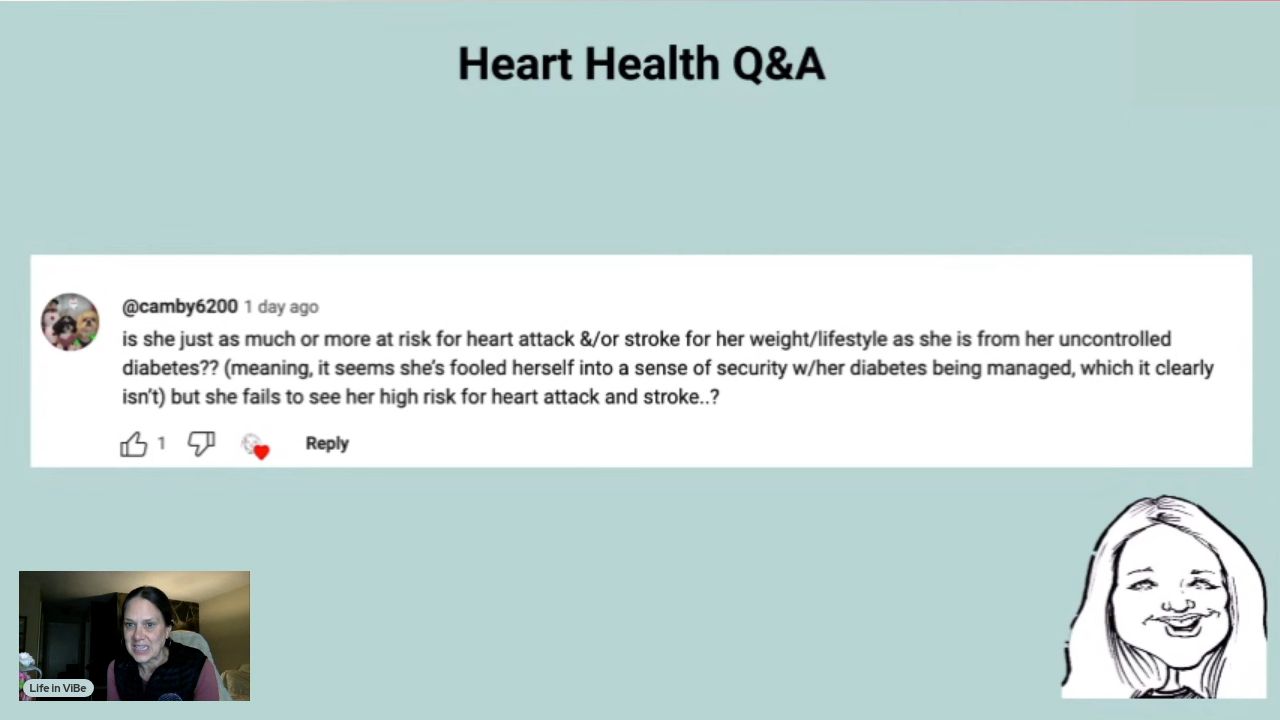 Heart Health Q&A
@camby6200 1 day ago
is she just as much or more at risk for heart attack &/or stroke for her weight/lifestyle as she is from her uncontrolled
diabetes?? (meaning, it seems she's fooled herself into a sense of security w/her diabetes being managed, which it clearly
isn't) but she fails to see her high risk for heart attack and stroke..?
1
Reply
Life in ViBe